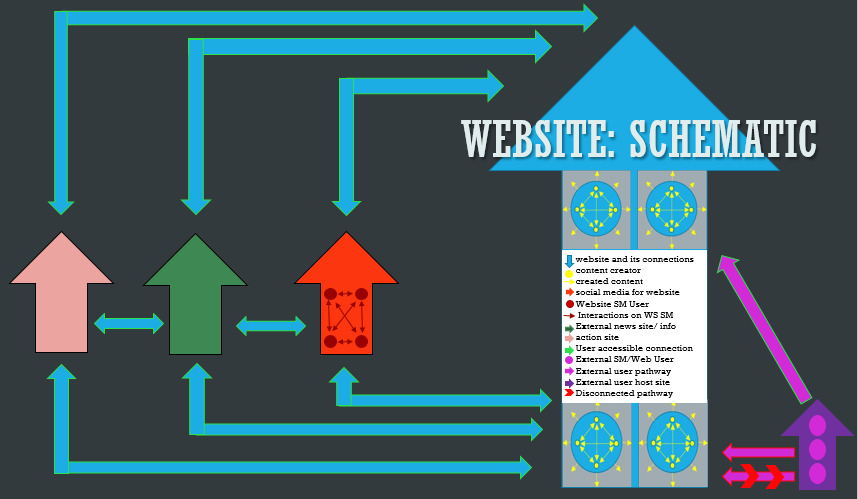 WEBSITE: SCHEMATIC
website and its connections
content creator
created content
social media for website
Website SM User
Interactions on WS SM
External news site/ info
action site
User accessible connection
External SM/Web User
External user pathway
External user host site
Disconnected pathway